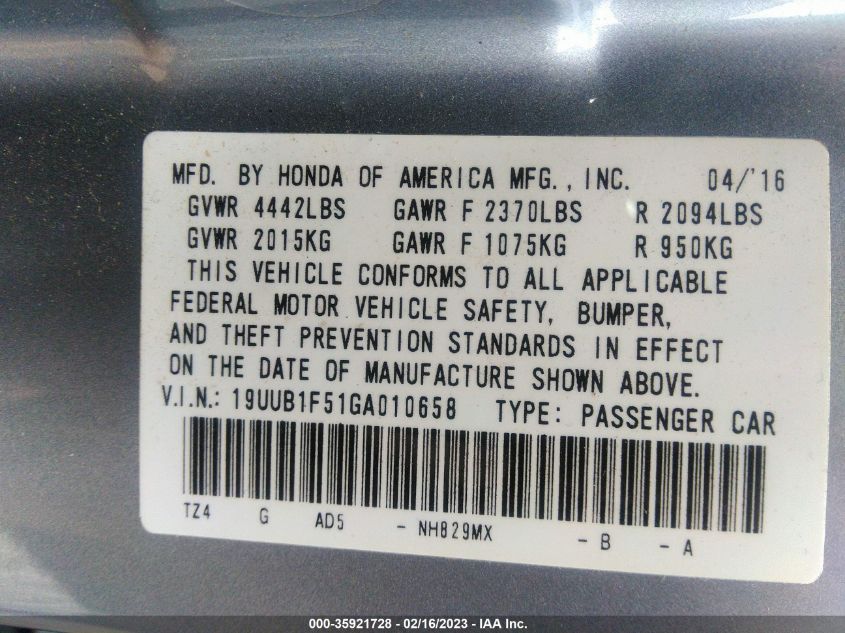 MFD. BY HONDA OF AMERICA MFG., INC. 04/'16
GVWR 4442LBS GAWR F 2370LBS R 2094LBS
GVWR 2015KG GAWR F 1075KG R 950KG
THIS VEHICLE CONFORMS TO ALL APPLICABLE
FEDERAL MOTOR VEHICLE SAFETY, BUMPER,
AND THEFT PREVENTION STANDARDS IN EFFECT
ON THE DATE OF MANUFACTURE SHOWN ABOVE.
V.I.N.: 19UUB1F51GA010658 TYPE: PASSENGER CAR
TZ4 G AD5 - NH829MX - B - A
000-35921728 - 02/16/2023 - IAA Inc.